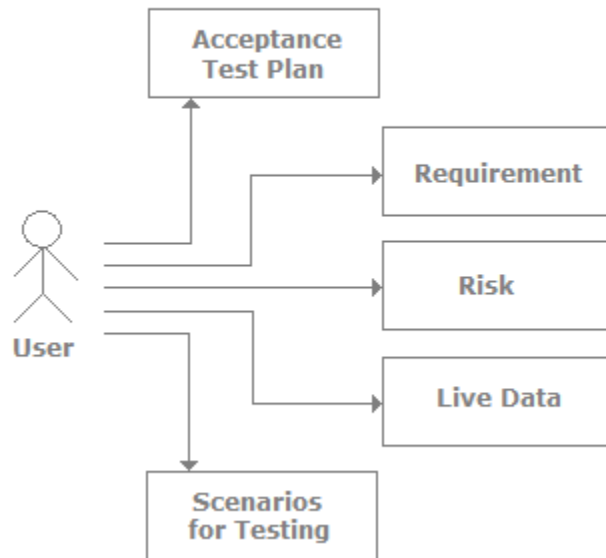 Acceptance
Test Plan
Requirement
Risk
User
Live Data
Scenarios
for Testing